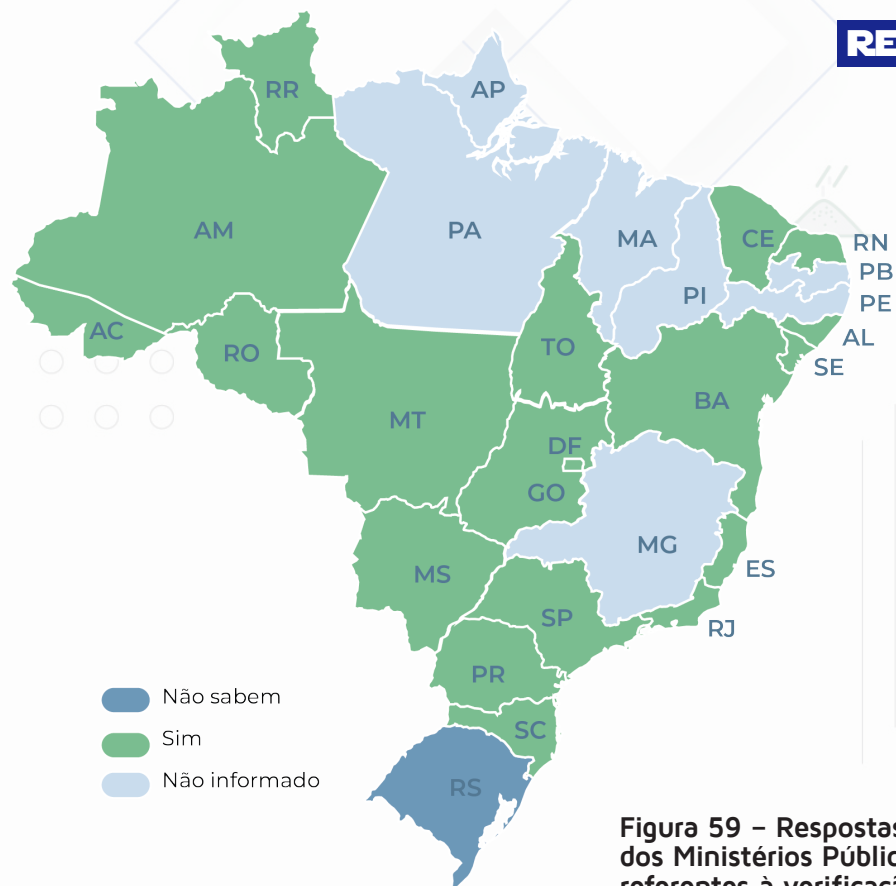 RE
RR
AP
AM
PA
MA
CE
RN
PB
PI
PE
AL
AC
RO
TO
SE
BA
MT
DF
GO
MG
ES
MS
SP
RJ
PR
Não sabem
SC
Sim
Não informado
RS
Figura 59 – Respostas
dos Ministérios Públic
referentes à verificaçã